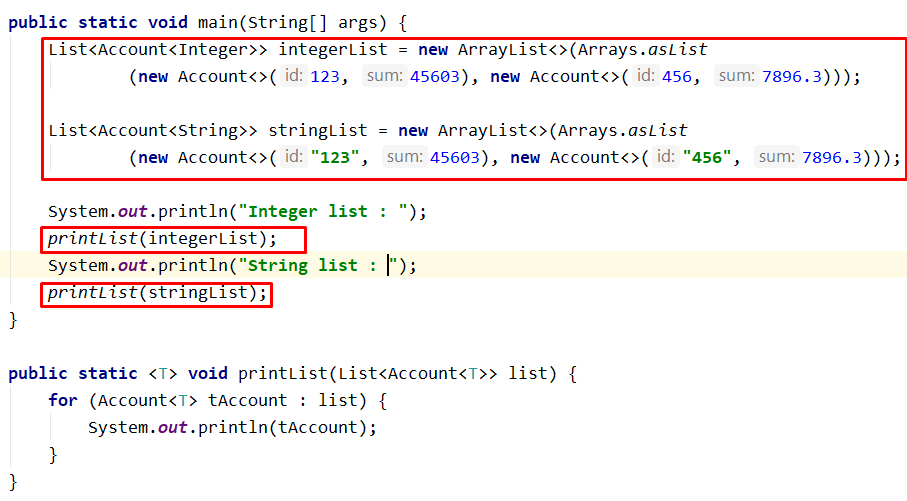 public static void main(String[] args) {
List<Account<Integer>> integerList = new ArrayList<>(Arrays.asList
(new Account<>( id: 123, sum: 45603), new Account<>( id: 456, sum: 7896.3)));
List<Account<String>> stringList = new ArrayList<>(Arrays.asList
(new Account<>( id: "123", sum: 45603), new Account<>( id: "456", sum: 7896.3)));
System.out.println("Integer list : ");
printList(integerList);
System.out.println("String list : ");
printList(stringList);
}
public static <T> void printList(List<Account<T>> list) {
for (Account<T> tAccount : list) {
System.out.println(tAccount);
}
}